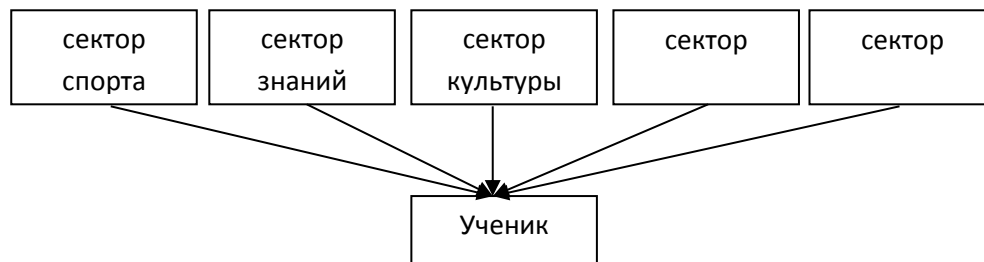 сектор
спорта
сектор
знаний
сектор
культуры
сектор
сектор
Ученик